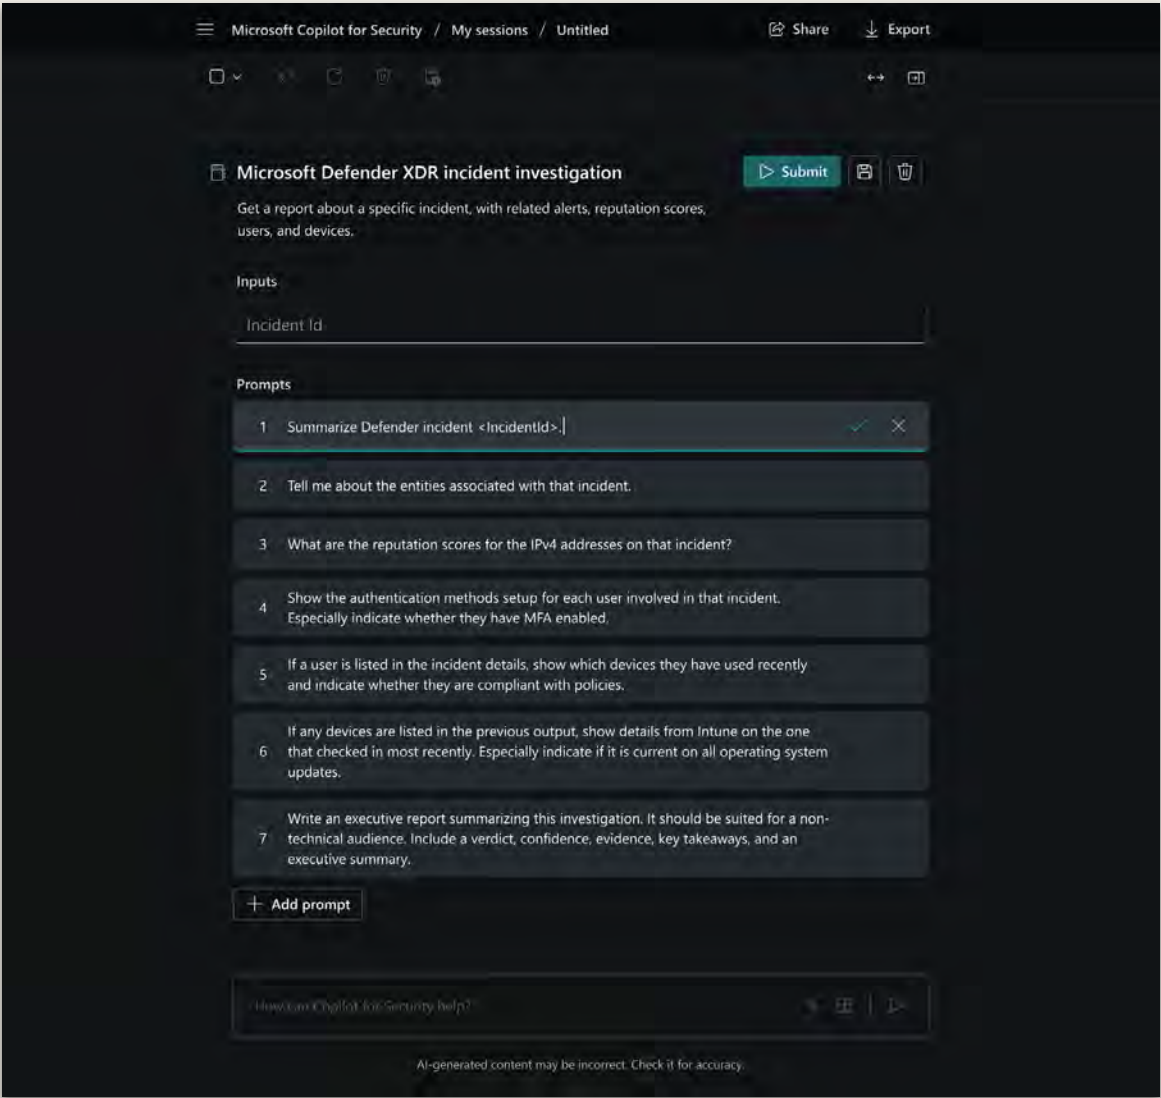 Microsoft Copilot for Security / My sessions / Untitled
Share
Export
Microsoft Defender XDR incident investigation
Submit
Get a report about a specific incident, with related alerts, reputation scores,
users, and devices.
Inputs
Incident Id
Prompts
1 Summarize Defender incident <IncidentId>.
2 Tell me about the entities associated with that incident.
3 What are the reputation scores for the IPv4 addresses on that incident?
4 Show the authentication methods setup for each user involved in that incident.
Especially indicate whether they have MFA enabled.
5 If a user is listed in the incident details, show which devices they have used recently
and indicate whether they are compliant with policies.
6 If any devices are listed in the previous output, show details from Intune on the one
that checked in most recently. Especially indicate if it is current on all operating system
updates.
7 Write an executive report summarizing this investigation. It should be suited for a non-
technical audience. Include a verdict, confidence, evidence, key takeaways, and an
executive summary.
Add prompt
How can Copilot for Security help?
AI-generated content may be incorrect. Check it for accuracy.